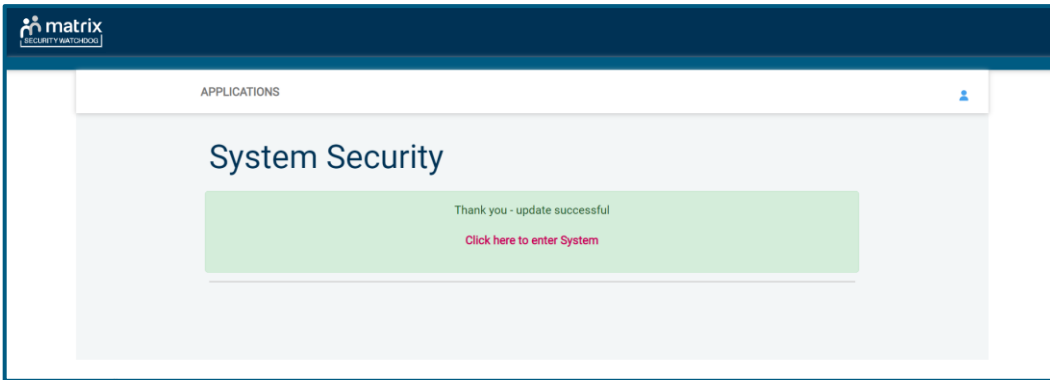 matrix
SECURITY WATCHDOG
APPLICATIONS
System Security
Thank you - update successful
Click here to enter System